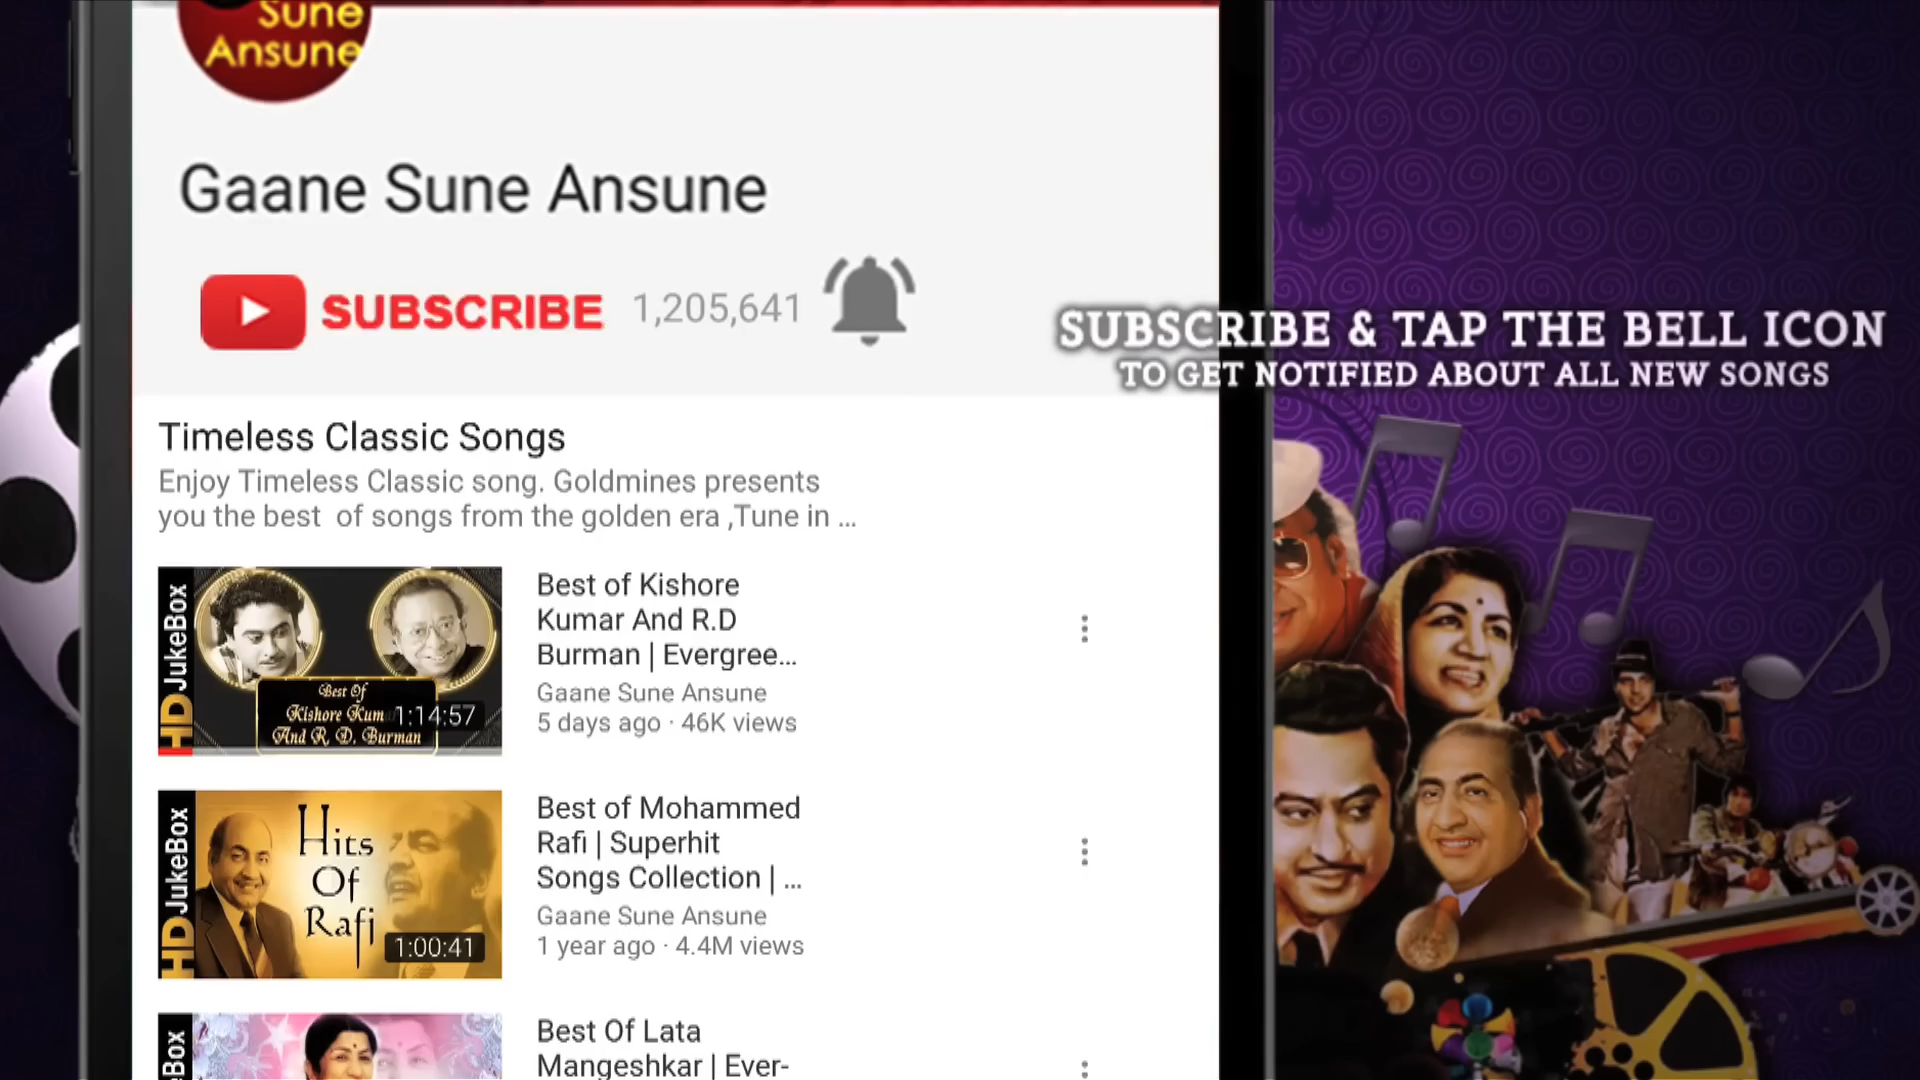 Sune
Ansune
Gaane Sune Ansune
SUBSCRIBE 1,205,641
SUBSCRIBE & TAP THE BELL ICON
TO GET NOTIFIED ABOUT ALL NEW SONGS
Timeless Classic Songs
Enjoy Timeless Classic song. Goldmines presents
you the best of songs from the golden era ,Tune in ...
HD JukeBox
Best Of
Kishore Kum
And R. D. Burman
1:14:57
Best of Kishore
Kumar And R.D
Burman | Evergree...
Gaane Sune Ansune
5 days ago · 46K views
HD JukeBox
Hits
Of
Rafi
1:00:41
Best of Mohammed
Rafi | Superhit
Songs Collection | ...
Gaane Sune Ansune
1 year ago · 4.4M views
eBox
Best Of Lata
Mangeshkar | Ever-